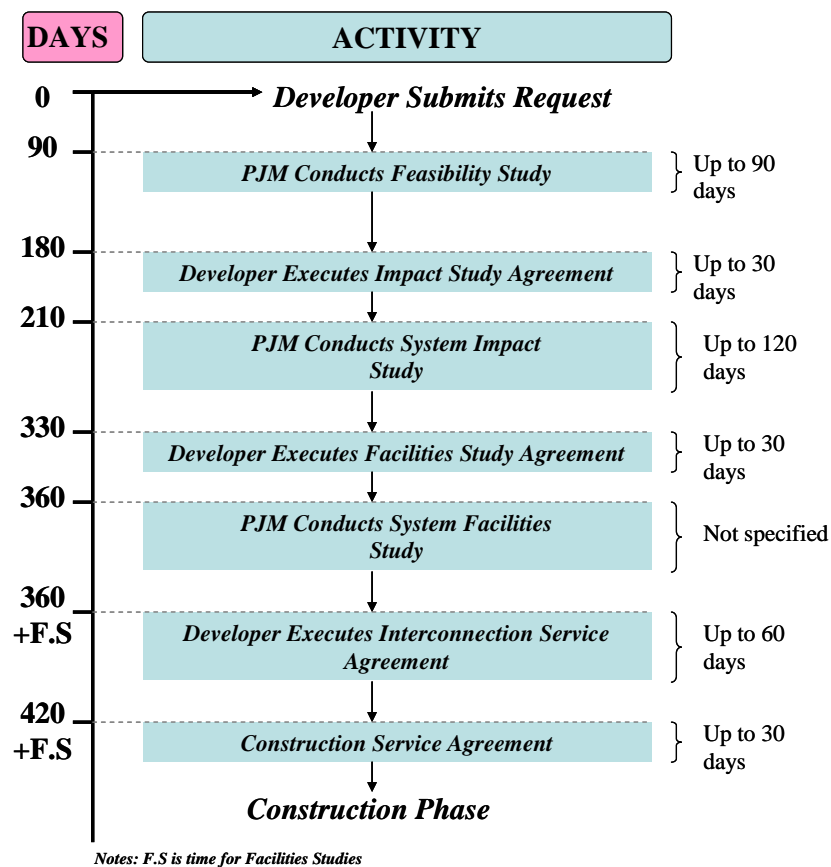 DAYS
ACTIVITY
0
Developer Submits Request
90
PJM Conducts Feasibility Study
Up to 90
days
180
Developer Executes Impact Study Agreement
Up to 30
days
210
PJM Conducts System Impact
Study
Up to 120
days
330
Developer Executes Facilities Study Agreement
Up to 30
days
360
PJM Conducts System Facilities
Study
Not specified
360
+F.S
Developer Executes Interconnection Service
Agreement
Up to 60
days
420
+F.S
Construction Service Agreement
Up to 30
days
Construction Phase
Notes: F.S is time for Facilities Studies